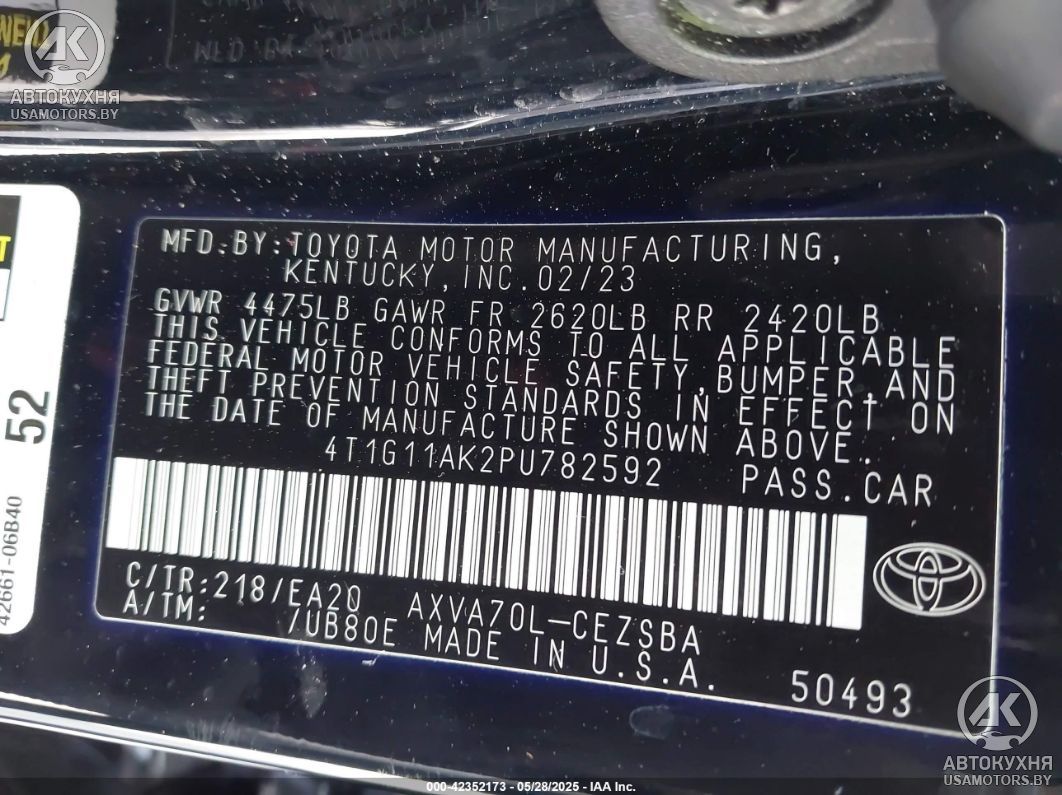 AK
АВТОКУХНЯ
USAMOTORS.BY
MFD.BY:TOYOTA MOTOR MANUFACTURING,
KENTUCKY, INC. 02/23
GVWR 4475LB GAWR FR 2620LB RR 2420LB
THIS VEHICLE CONFORMS TO ALL APPLICABLE
FEDERAL MOTOR VEHICLE SAFETY, BUMPER, AND
THEFT PREVENTION STANDARDS IN EFFECT ON
THE DATE OF MANUFACTURE SHOWN ABOVE.
4T1G11AK2PU782592 PASS.CAR
C/TR:218/EA20 AXVA70L-CEZSBA
A/TM: /UB80E MADE IN U.S.A.
50493
52
42661-06B40
AK
АВТОКУХНЯ
USAMOTORS.BY
000-42352173 - 05/28/2025 - IAA Inc.